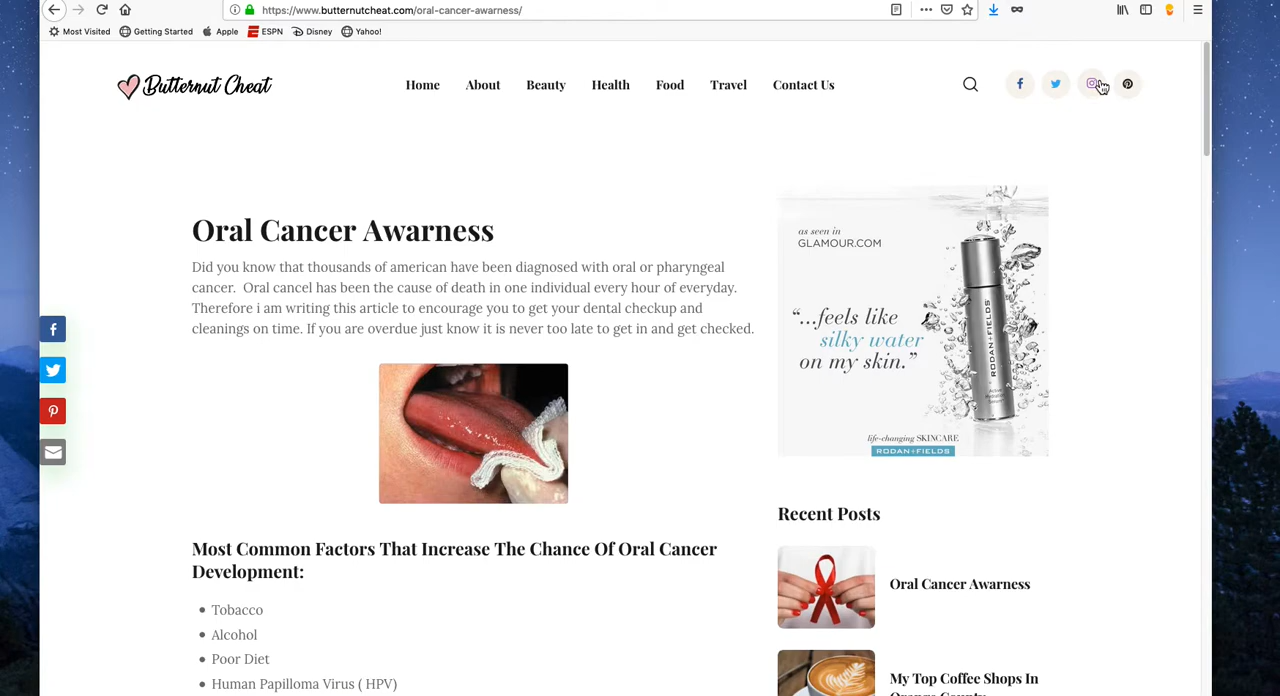 https://www.butternutcheat.com/oral-cancer-awarness/
Most Visited Getting Started Apple ESPN Disney Yahoo!
Butternut Cheat Home About Beauty Health Food Travel Contact Us
as seen in
GLAMOUR.COM
“...feels like
silky water
on my skin.”
RODAN+FIELDS
life-changing SKINCARE
RODAN+FIELDS
Oral Cancer Awarness
Did you know that thousands of american have been diagnosed with oral or pharyngeal
cancer. Oral cancel has been the cause of death in one individual every hour of everyday.
Therefore i am writing this article to encourage you to get your dental checkup and
cleanings on time. If you are overdue just know it is never too late to get in and get checked.
Most Common Factors That Increase The Chance Of Oral Cancer
Development:
Tobacco
Alcohol
Poor Diet
Human Papilloma Virus ( HPV)
Recent Posts
Oral Cancer Awarness
My Top Coffee Shops In
Orange County